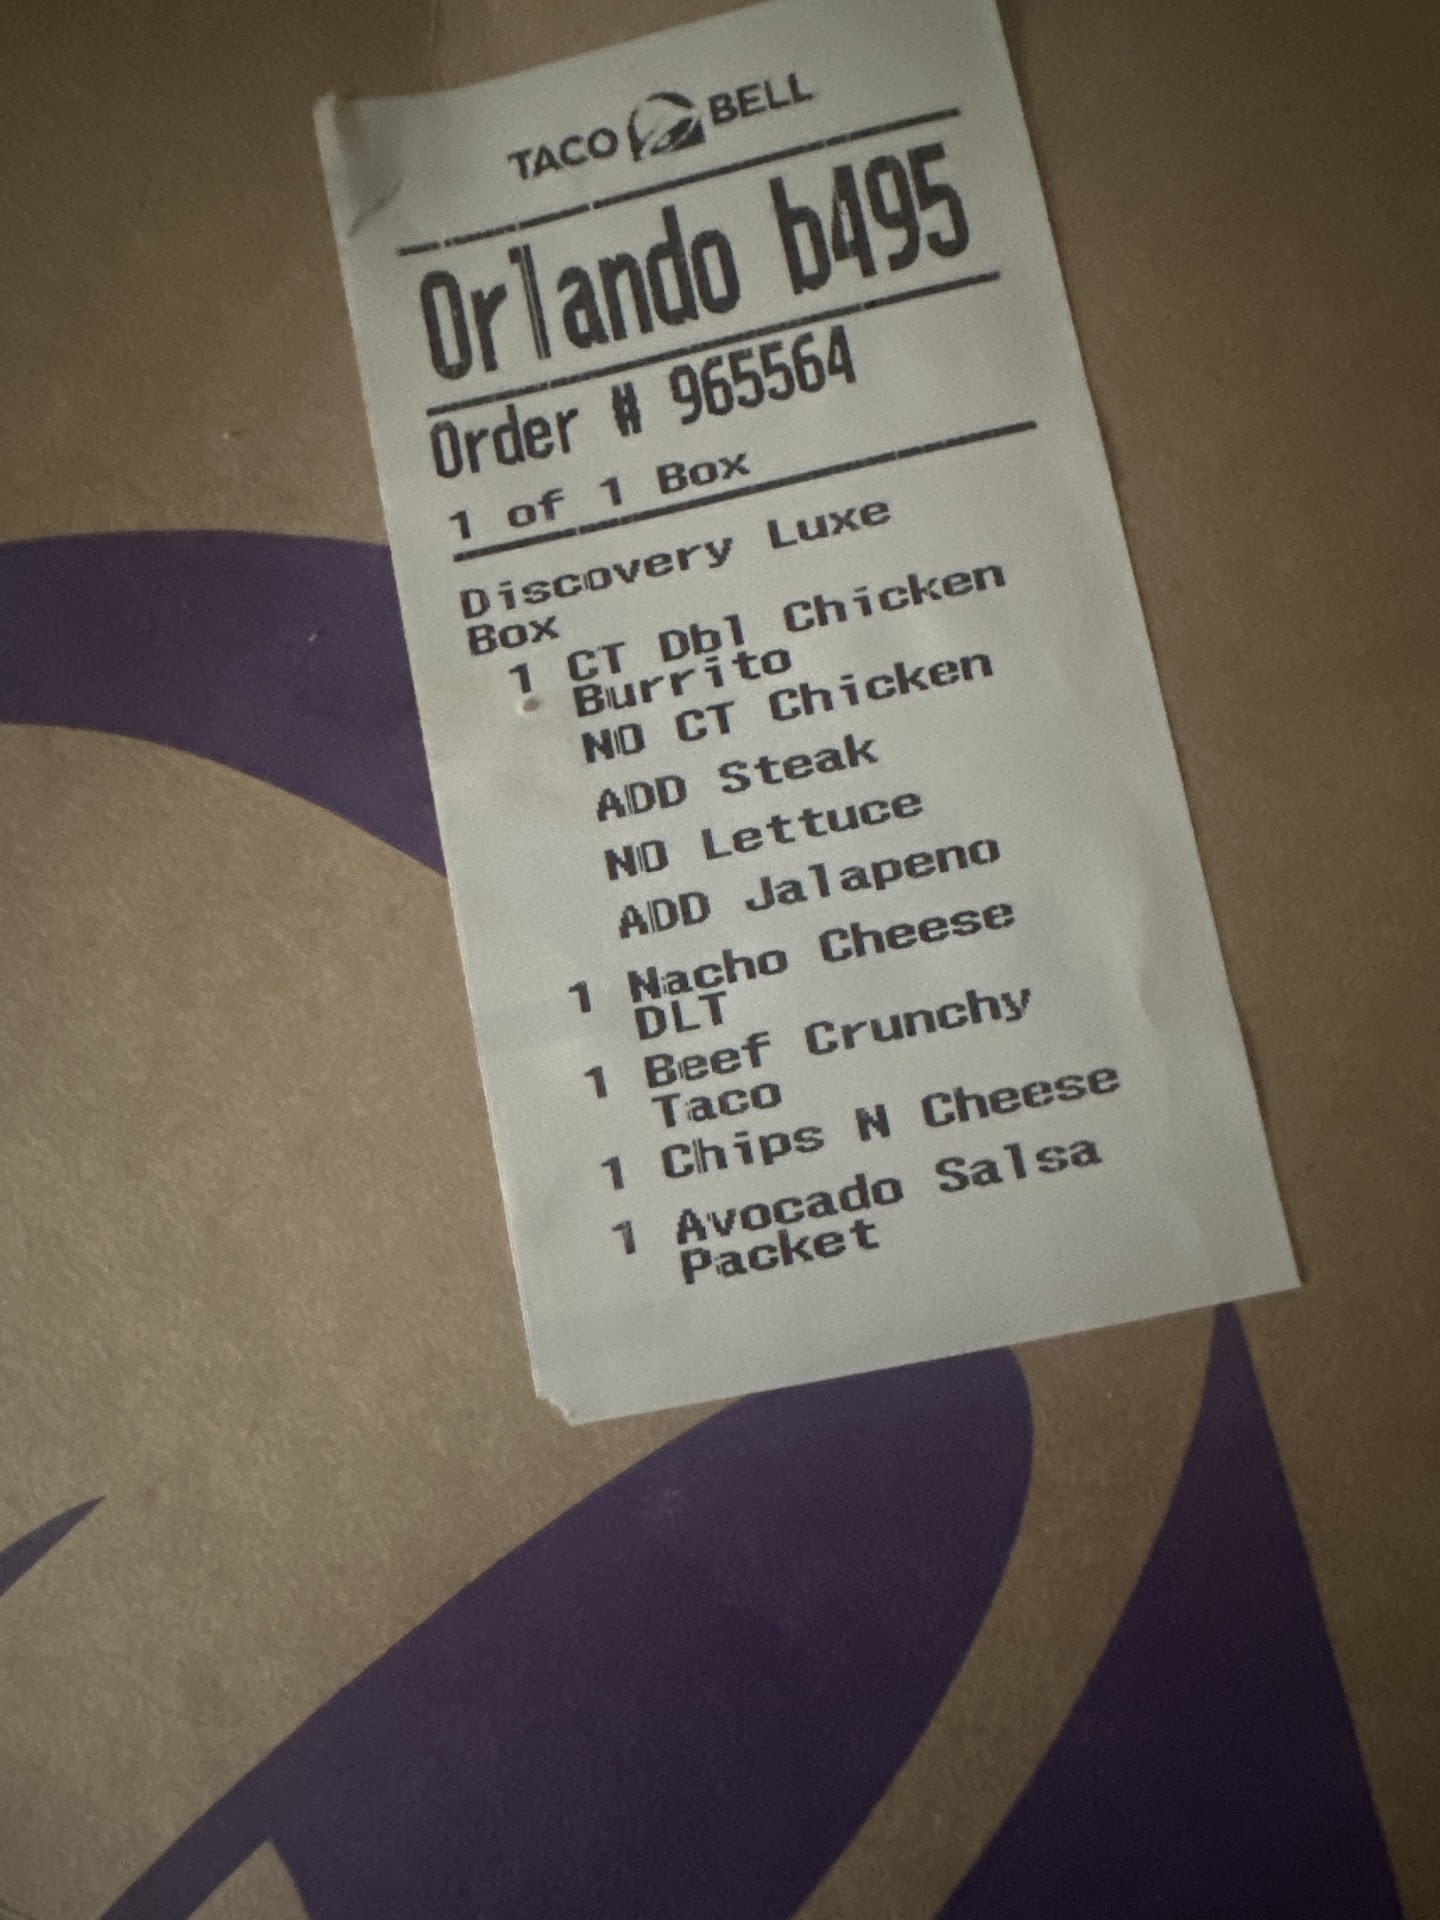 TACO BELL
Orlando b495
Order # 965564
1 of 1 Box
Discovery Luxe
Box
1 CT Dbl Chicken
Burrito
NO CT Chicken
ADD Steak
NO Lettuce
ADD Jalapeno
1 Nacho Cheese
DLT
1 Beef Crunchy
Taco
1 Chips N Cheese
1 Avocado Salsa
Packet